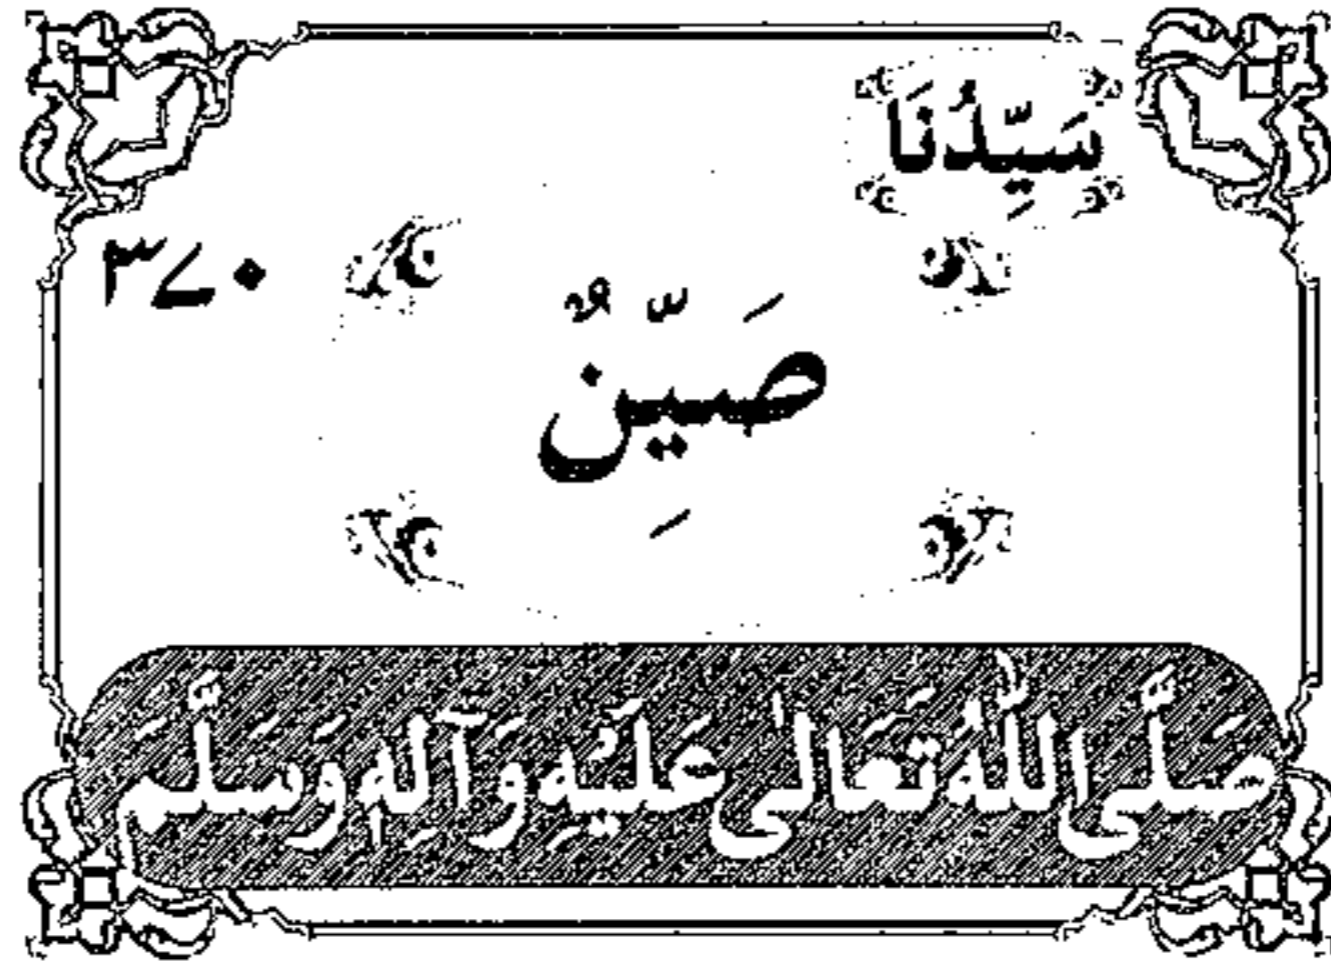 سَيِّدُنَا
۳۷۰
صَيِّنٌ
صَلَّى اللّٰهُ تَعَالٰى عَلَيْهِ وَآلِهٖ وَسَلَّمَ